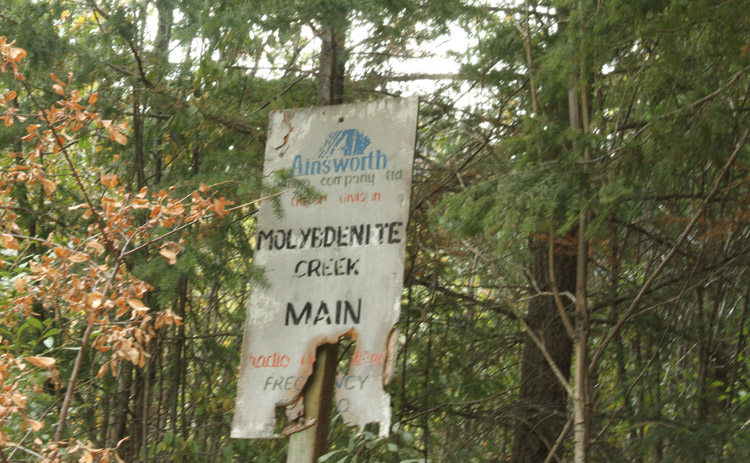 Ainsworth
company ltd
division
MOLYBDENITE
CREEK
MAIN
radio